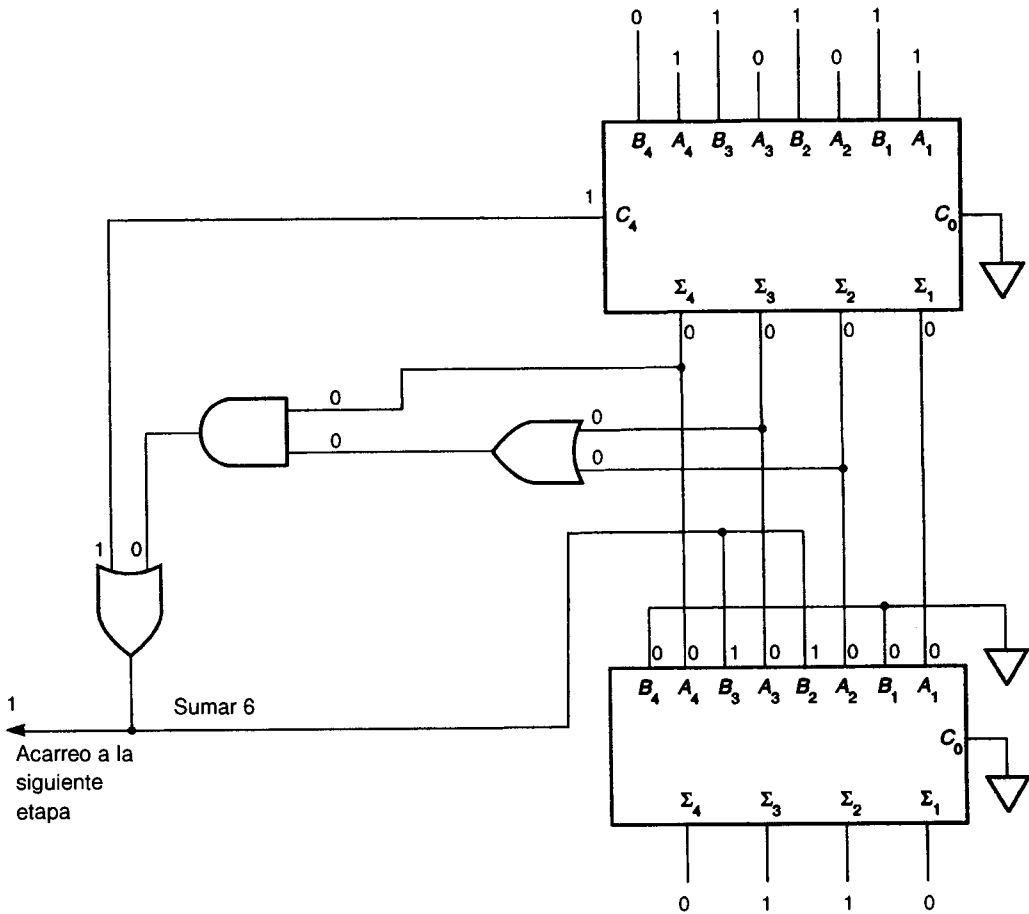 0 1 1 1
1 0 0 1
B4 A4 B3 A3 B2 A2 B1 A1
1
C4 C0
Σ4 Σ3 Σ2 Σ1
0 0 0 0
0
0
0
0
1 0
0 0 1 0 1 0 0 0
B4 A4 B3 A3 B2 A2 B1 A1
1
Sumar 6
C0
Acarreo a la
siguiente
etapa
Σ4 Σ3 Σ2 Σ1
0 1 1 0